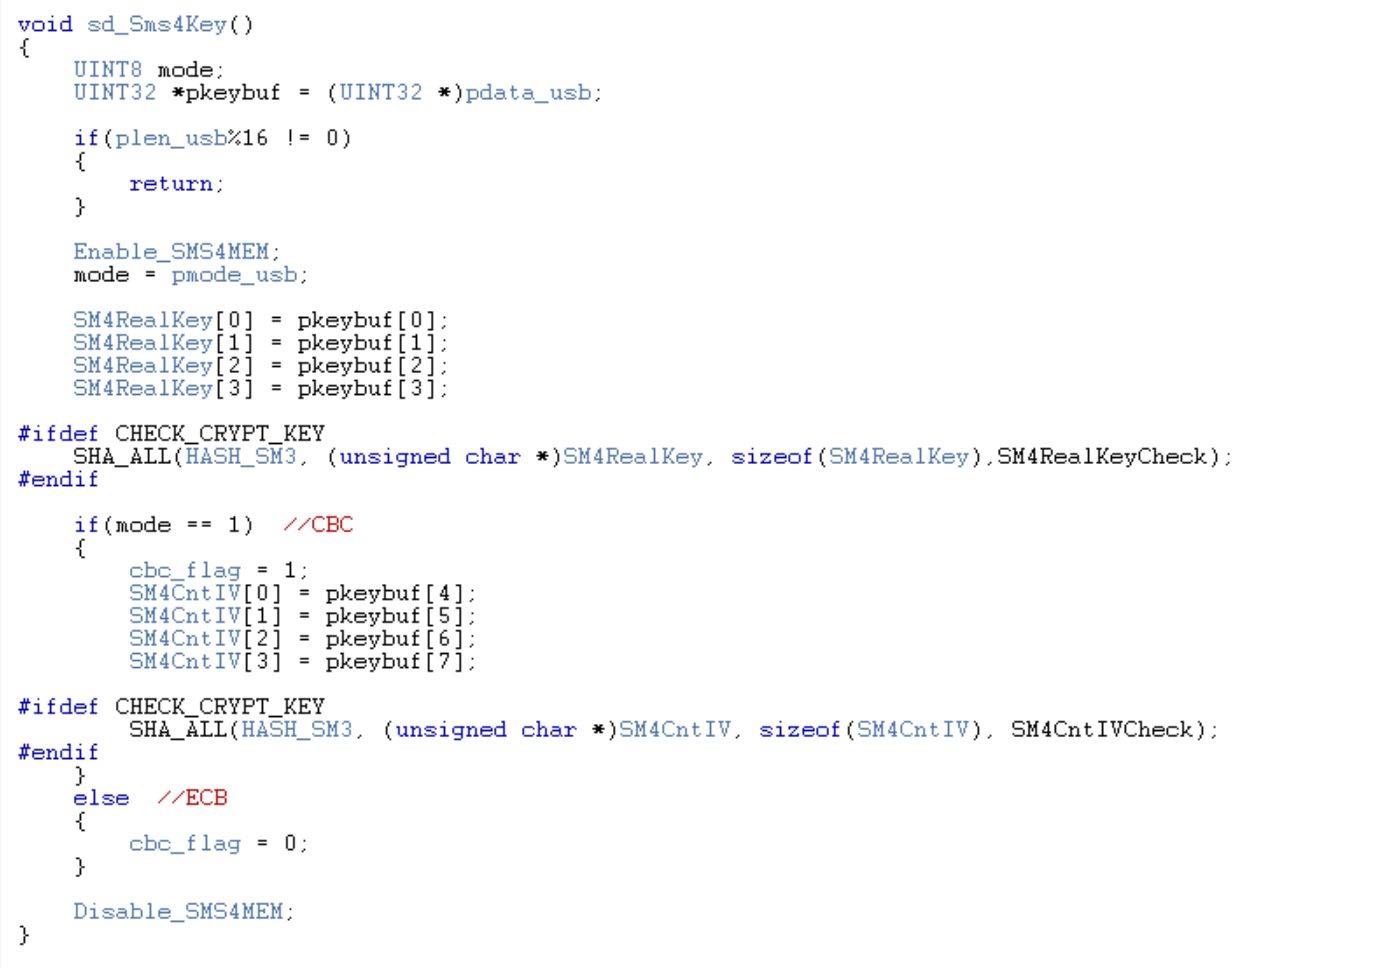 void sd_Sms4Key()
{
    UINT8 mode;
    UINT32 *pkeybuf = (UINT32 *)pdata_usb;

    if(plen_usb%16 != 0)
    {
        return;
    }

    Enable_SMS4MEM;
    mode = pmode_usb;

    SM4RealKey[0] = pkeybuf[0];
    SM4RealKey[1] = pkeybuf[1];
    SM4RealKey[2] = pkeybuf[2];
    SM4RealKey[3] = pkeybuf[3];

#ifdef CHECK_CRYPT_KEY
    SHA_ALL(HASH_SM3, (unsigned char *)SM4RealKey, sizeof(SM4RealKey),SM4RealKeyCheck);
#endif

    if(mode == 1)  //CBC
    {
        cbc_flag = 1;
        SM4CntIV[0] = pkeybuf[4];
        SM4CntIV[1] = pkeybuf[5];
        SM4CntIV[2] = pkeybuf[6];
        SM4CntIV[3] = pkeybuf[7];

#ifdef CHECK_CRYPT_KEY
        SHA_ALL(HASH_SM3, (unsigned char *)SM4CntIV, sizeof(SM4CntIV), SM4CntIVCheck);
#endif
    }
    else  //ECB
    {
        cbc_flag = 0;
    }

    Disable_SMS4MEM;
}